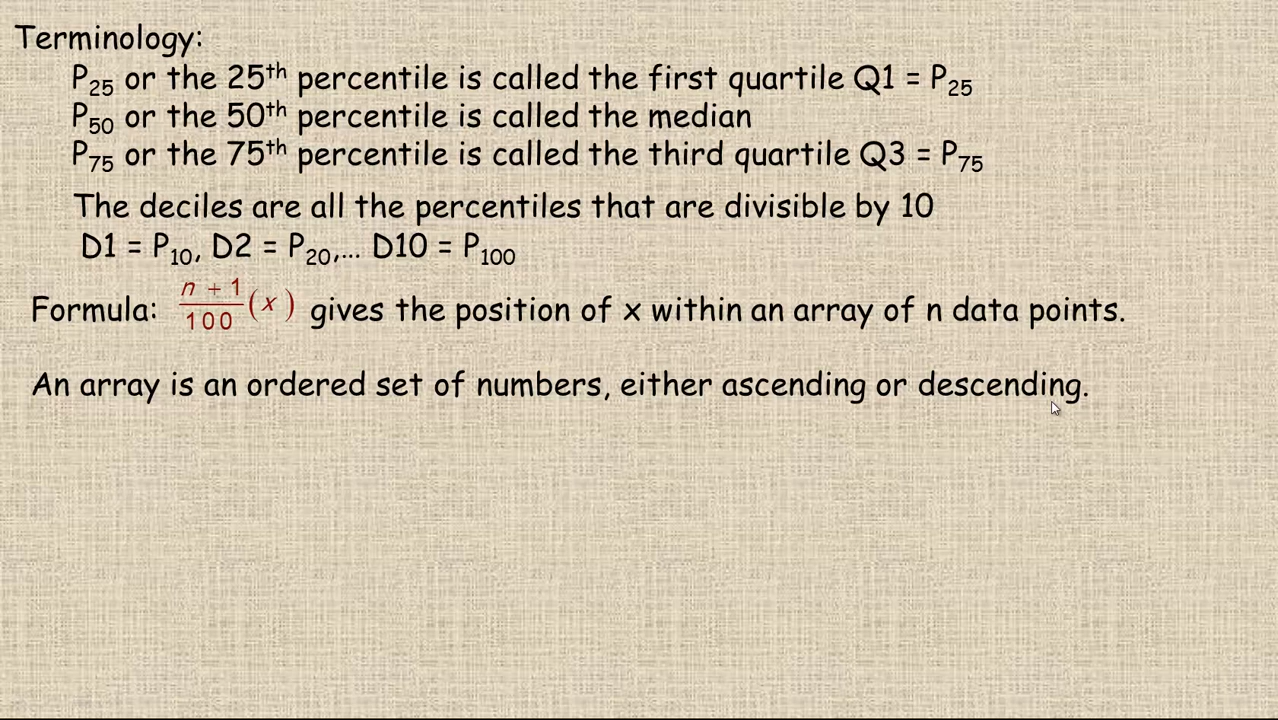 Terminology:
P₂₅ or the 25ᵗʰ percentile is called the first quartile Q1 = P₂₅
P₅₀ or the 50ᵗʰ percentile is called the median
P₇₅ or the 75ᵗʰ percentile is called the third quartile Q3 = P₇₅
The deciles are all the percentiles that are divisible by 10
D1 = P₁₀, D2 = P₂₀,... D10 = P₁₀₀
Formula: (n + 1)/100 (x) gives the position of x within an array of n data points.
An array is an ordered set of numbers, either ascending or descending.